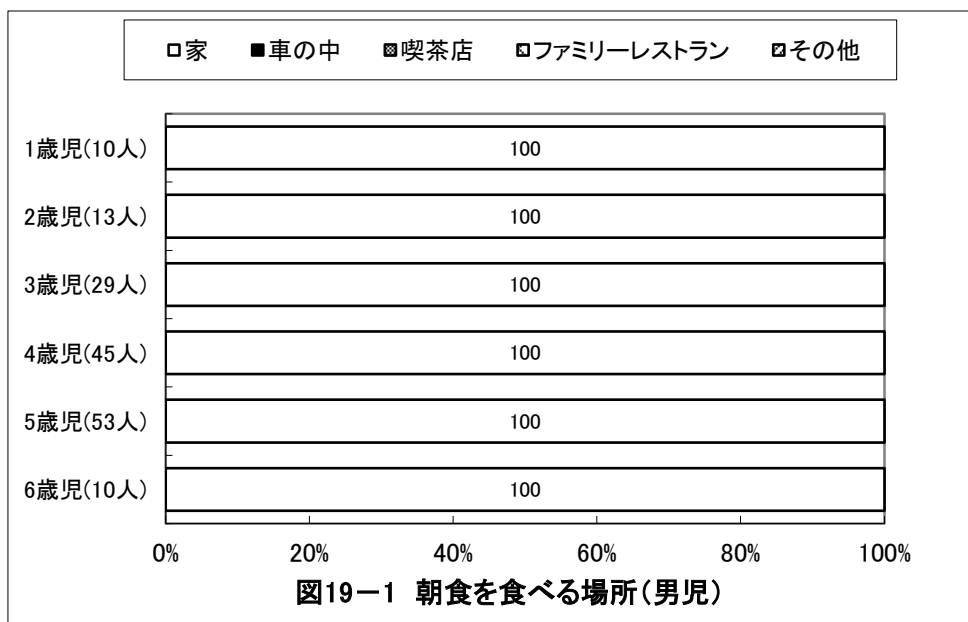 □家 ■車の中 ▩喫茶店 ▨ファミリーレストラン ▨その他
1歳児(10人) 100
2歳児(13人) 100
3歳児(29人) 100
4歳児(45人) 100
5歳児(53人) 100
6歳児(10人) 100
0% 20% 40% 60% 80% 100%
図19－1 朝食を食べる場所(男児)